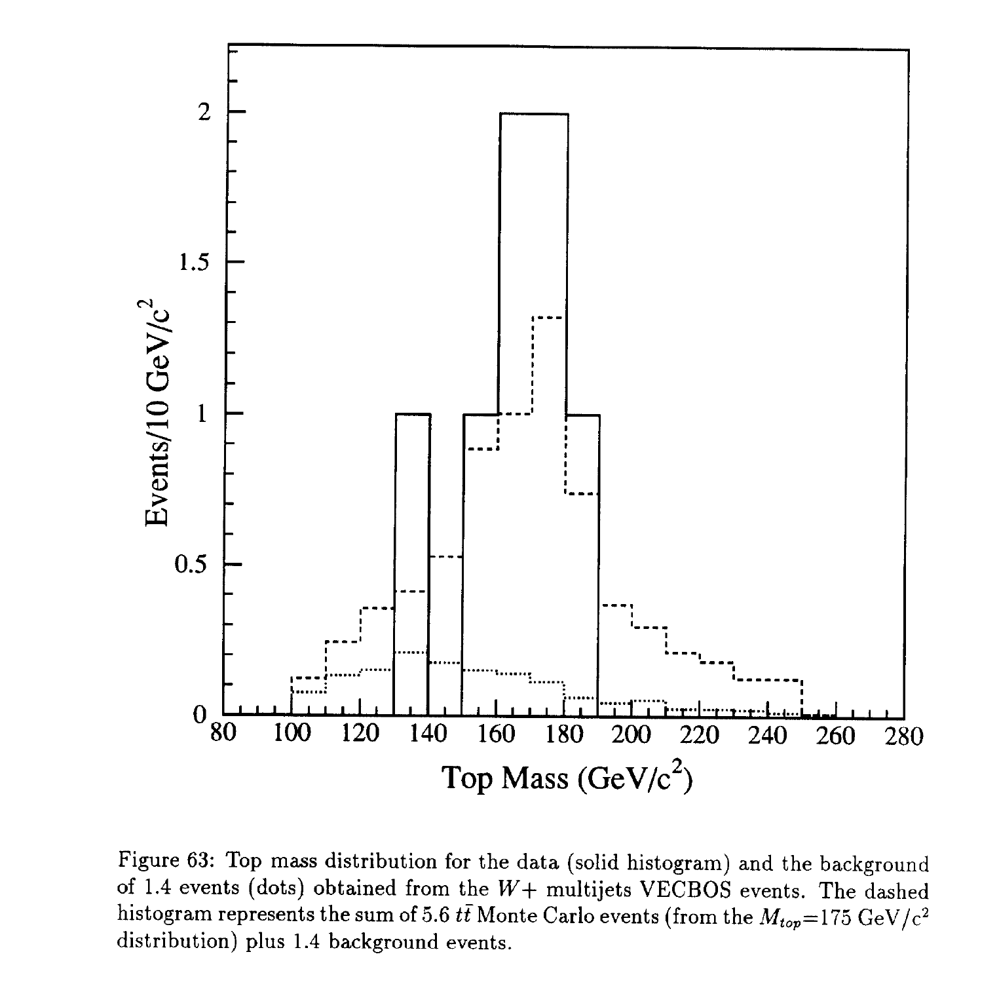 2
1.5
1
0.5
0
Events/10 GeV/c²
80 100 120 140 160 180 200 220 240 260 280
Top Mass (GeV/c²)
Figure 63: Top mass distribution for the data (solid histogram) and the background
of 1.4 events (dots) obtained from the W+ multijets VECBOS events. The dashed
histogram represents the sum of 5.6 tt̄ Monte Carlo events (from the Mₜₒₚ=175 GeV/c²
distribution) plus 1.4 background events.